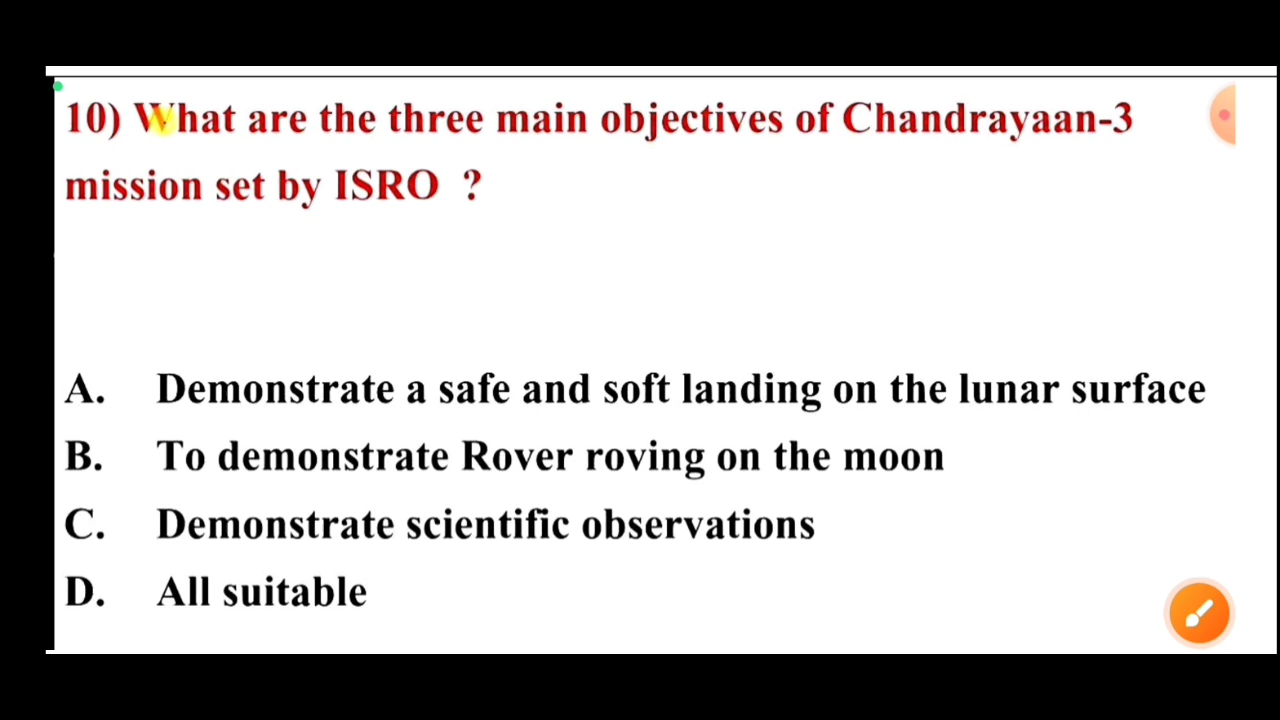 10) What are the three main objectives of Chandrayaan-3
mission set by ISRO ?
A. Demonstrate a safe and soft landing on the lunar surface
B. To demonstrate Rover roving on the moon
C. Demonstrate scientific observations
D. All suitable